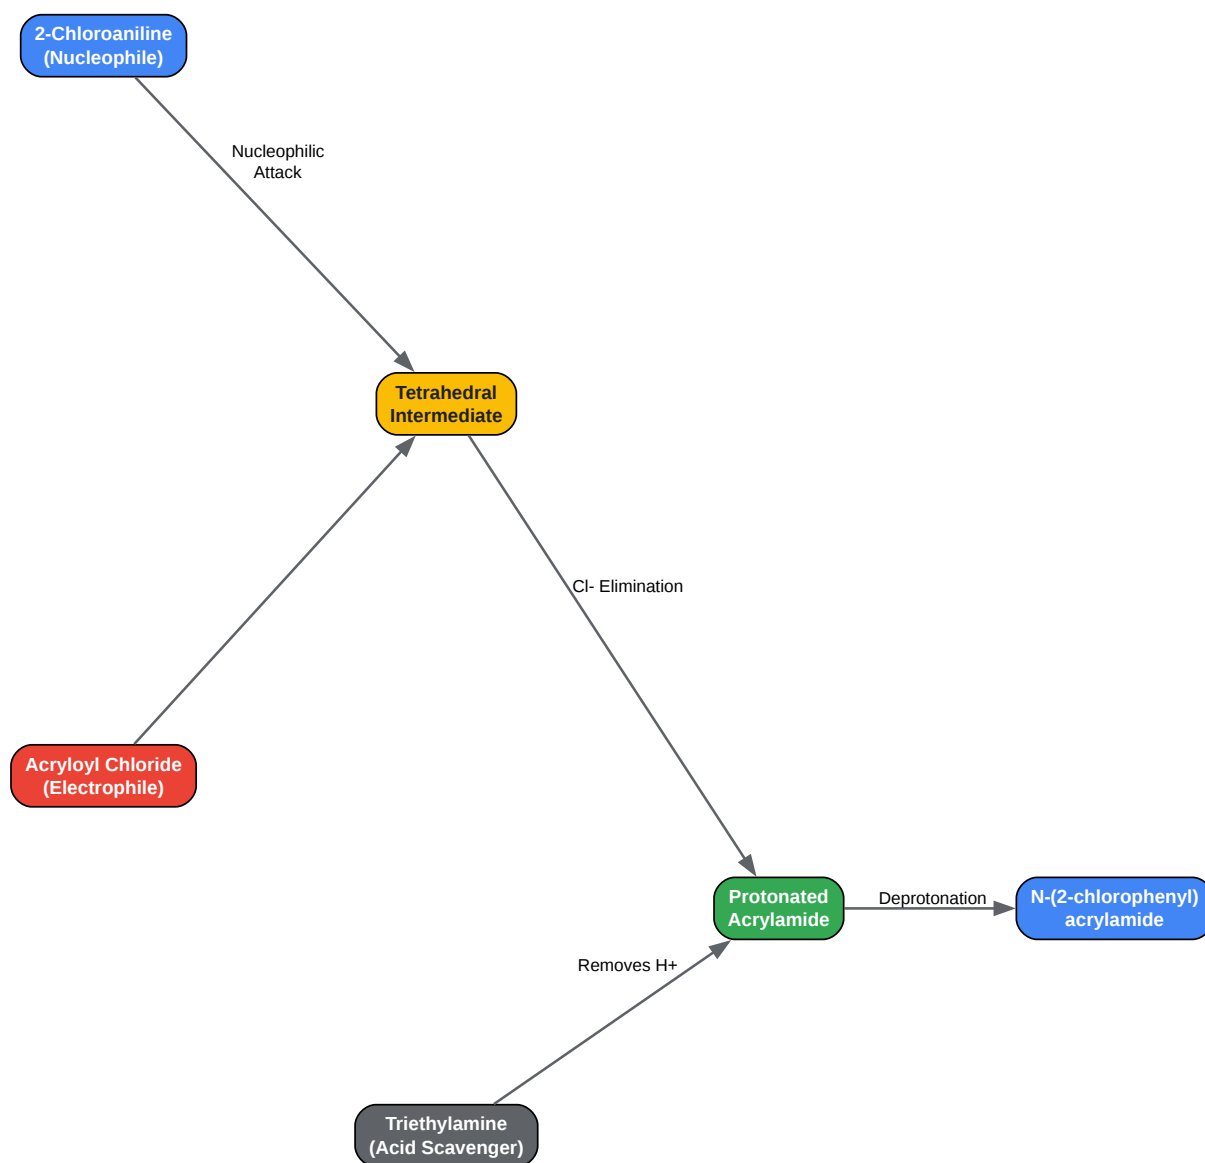 2-Chloroaniline
(Nucleophile)
Nucleophilic
Attack
Tetrahedral
Intermediate
Cl- Elimination
Acryloyl Chloride
(Electrophile)
Protonated
Acrylamide
Deprotonation
N-(2-chlorophenyl)
acrylamide
Removes H+
Triethylamine
(Acid Scavenger)